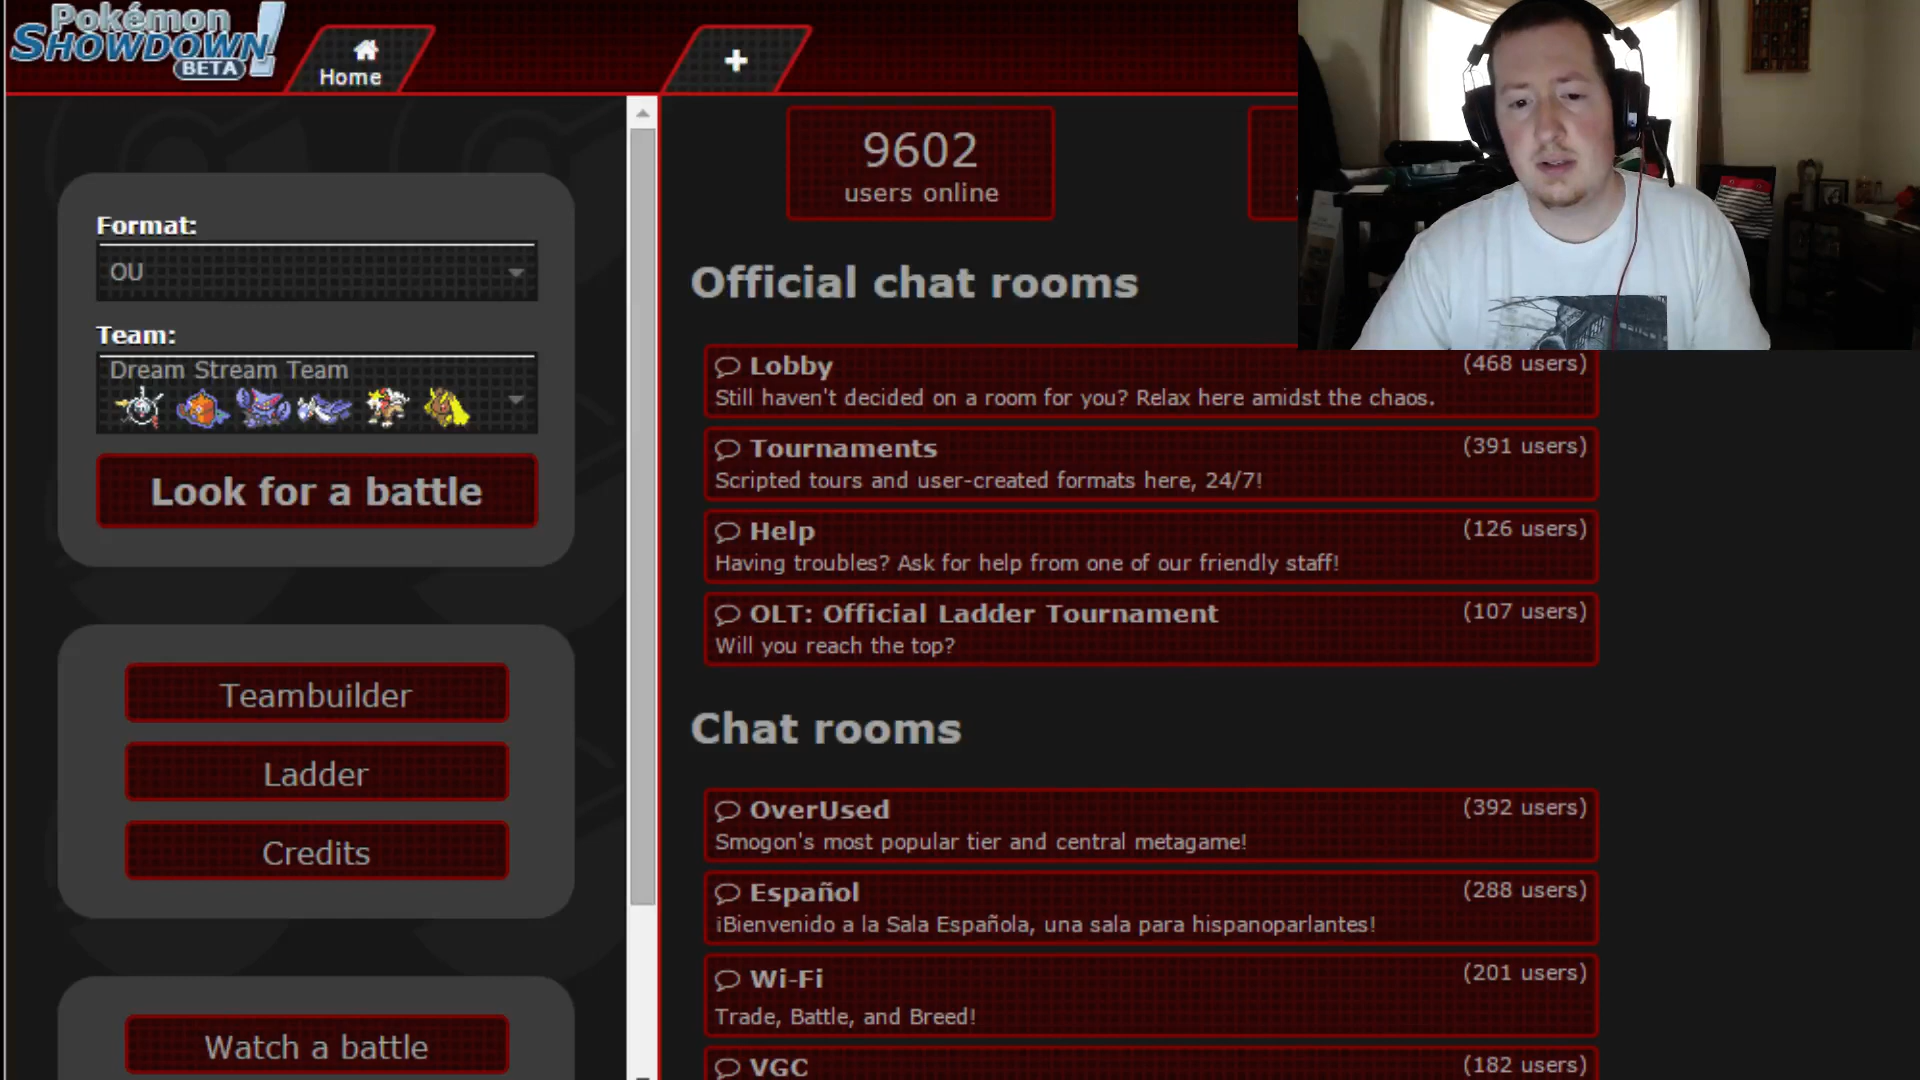 Pokémon
SHOWDOWN!
BETA
Home
+
Format:
OU
Team:
Dream Stream Team
Look for a battle
Teambuilder
Ladder
Credits
Watch a battle
9602
users online
Official chat rooms
Lobby (468 users)
Still haven't decided on a room for you? Relax here amidst the chaos.
Tournaments (391 users)
Scripted tours and user-created formats here, 24/7!
Help (126 users)
Having troubles? Ask for help from one of our friendly staff!
OLT: Official Ladder Tournament (107 users)
Will you reach the top?
Chat rooms
OverUsed (392 users)
Smogon's most popular tier and central metagame!
Español (288 users)
¡Bienvenido a la Sala Española, una sala para hispanoparlantes!
Wi-Fi (201 users)
Trade, Battle, and Breed!
VGC (182 users)